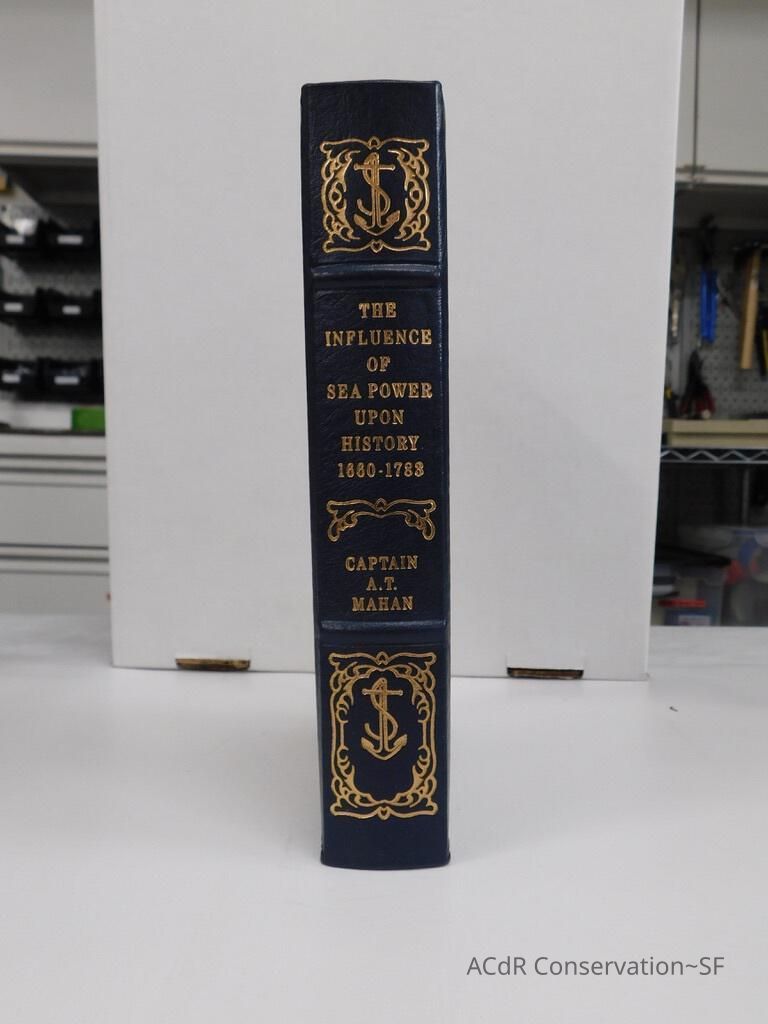 THE
INFLUENCE
OF
SEA POWER
UPON
HISTORY
1660-1783
CAPTAIN
A.T.
MAHAN
ACdR Conservation~SF